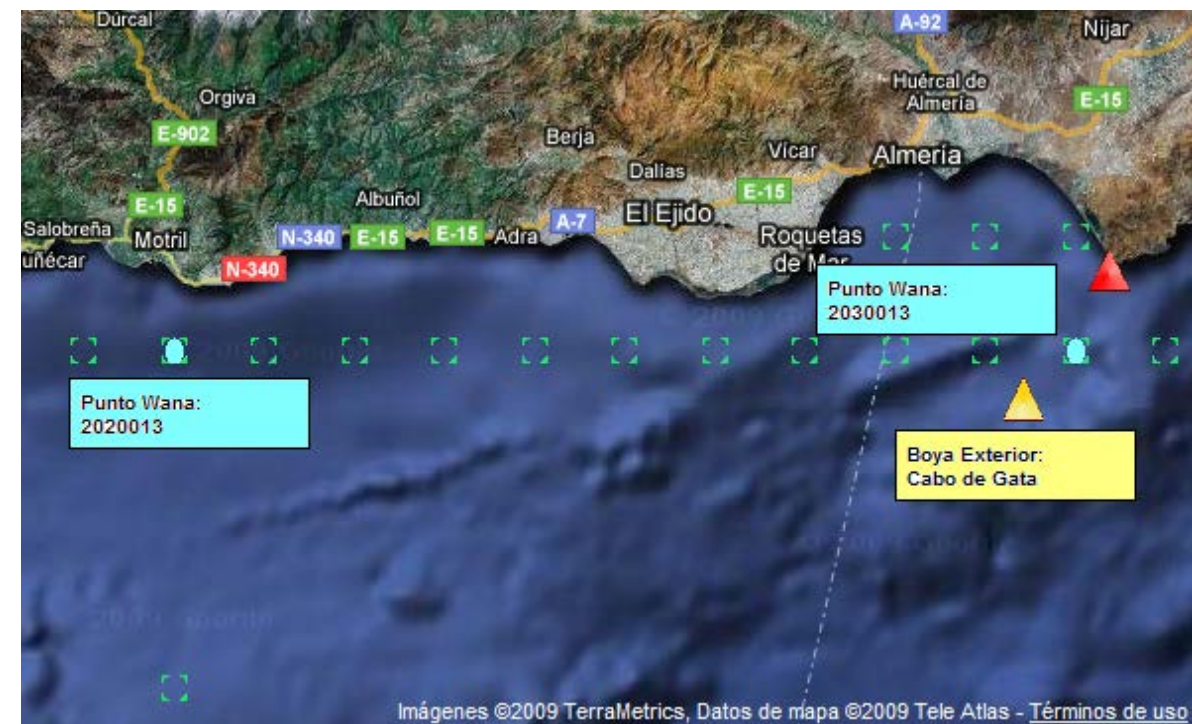 Dúrcal
A-92
Níjar
Orgiva
Huércal de
Almería
E-15
E-902
Berja
Vícar
Almería
Dalías
E-15
E-15
Albuñol
El Ejido
Salobreña
Motril
N-340
E-15
E-15
Adra
A-7
Roquetas
de Mar
uñécar
N-340
Punto Wana:
2030013
Punto Wana:
2020013
Boya Exterior:
Cabo de Gata
Imágenes ©2009 TerraMetrics, Datos de mapa ©2009 Tele Atlas - Términos de uso